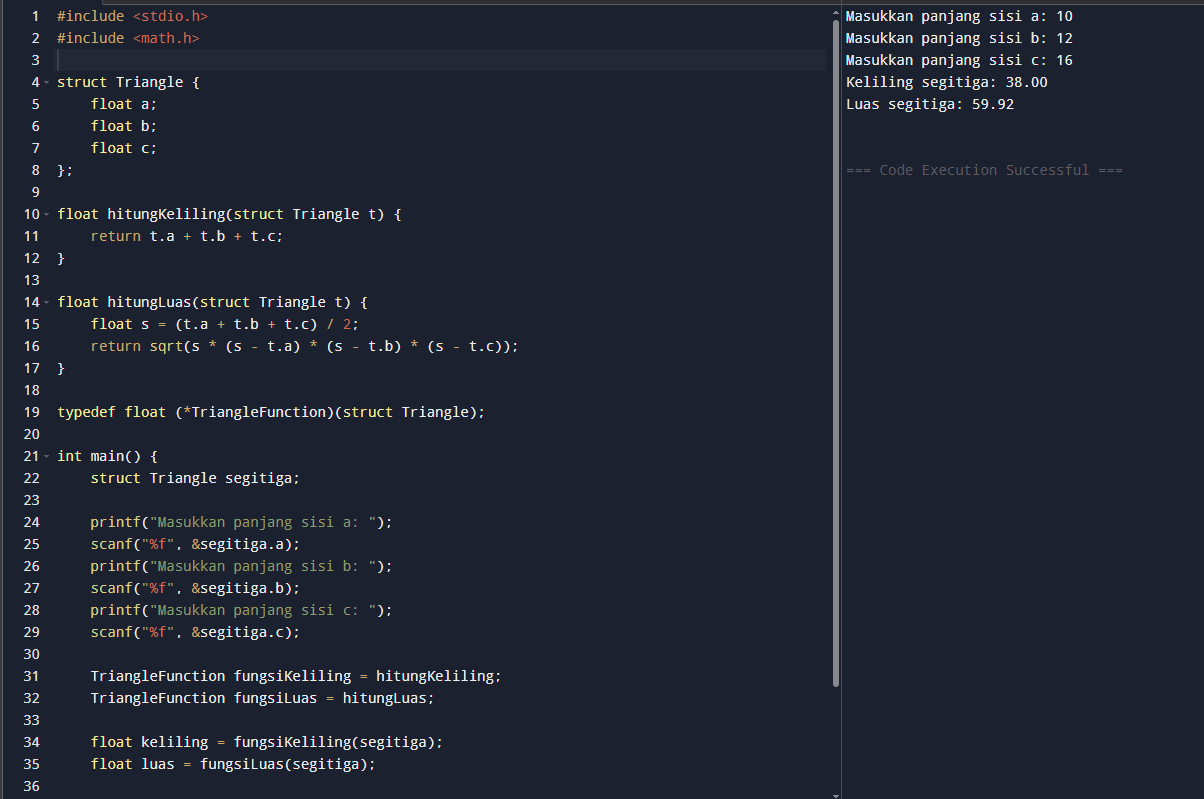 1 #include <stdio.h>
2 #include <math.h>
3
4 struct Triangle {
5     float a;
6     float b;
7     float c;
8 };
9
10 float hitungKeliling(struct Triangle t) {
11     return t.a + t.b + t.c;
12 }
13
14 float hitungLuas(struct Triangle t) {
15     float s = (t.a + t.b + t.c) / 2;
16     return sqrt(s * (s - t.a) * (s - t.b) * (s - t.c));
17 }
18
19 typedef float (*TriangleFunction)(struct Triangle);
20
21 int main() {
22     struct Triangle segitiga;
23
24     printf("Masukkan panjang sisi a: ");
25     scanf("%f", &segitiga.a);
26     printf("Masukkan panjang sisi b: ");
27     scanf("%f", &segitiga.b);
28     printf("Masukkan panjang sisi c: ");
29     scanf("%f", &segitiga.c);
30
31     TriangleFunction fungsiKeliling = hitungKeliling;
32     TriangleFunction fungsiLuas = hitungLuas;
33
34     float keliling = fungsiKeliling(segitiga);
35     float luas = fungsiLuas(segitiga);
36
Masukkan panjang sisi a: 10
Masukkan panjang sisi b: 12
Masukkan panjang sisi c: 16
Keliling segitiga: 38.00
Luas segitiga: 59.92
=== Code Execution Successful ===